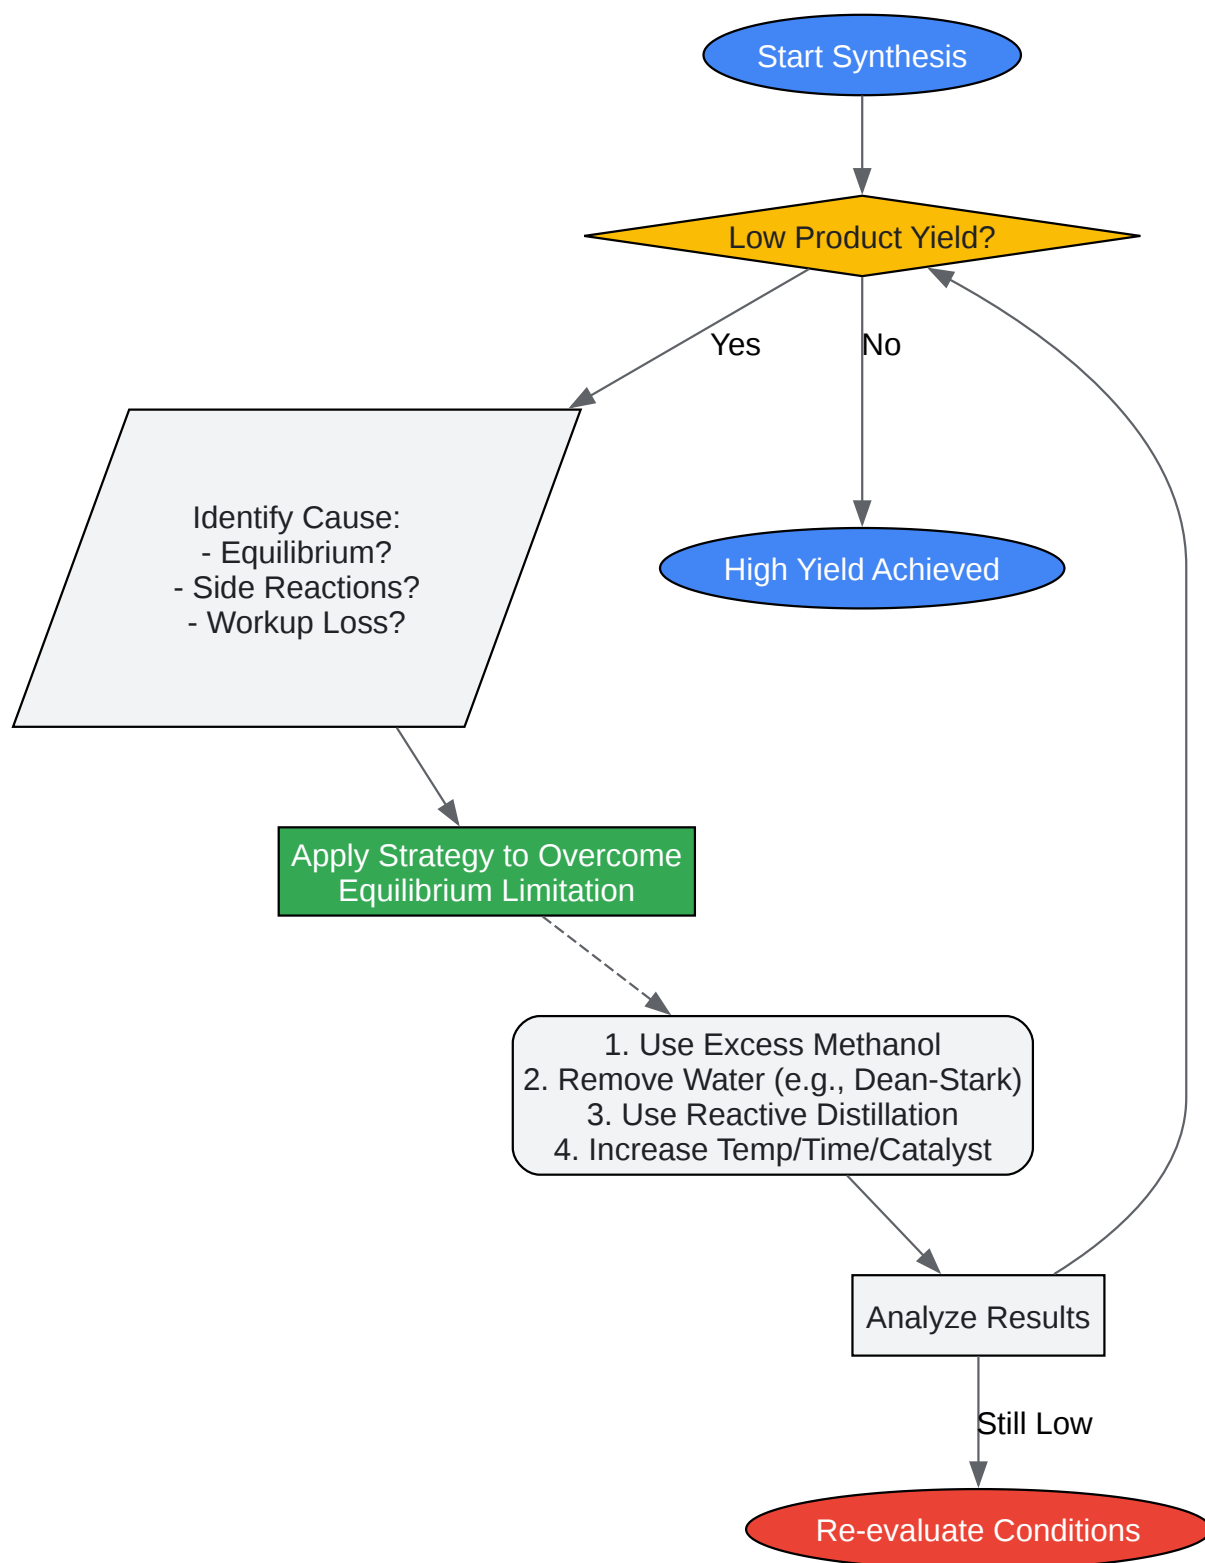 Start Synthesis
Low Product Yield?
Yes
No
Identify Cause:
- Equilibrium?
- Side Reactions?
- Workup Loss?
High Yield Achieved
Apply Strategy to Overcome
Equilibrium Limitation
1. Use Excess Methanol
2. Remove Water (e.g., Dean-Stark)
3. Use Reactive Distillation
4. Increase Temp/Time/Catalyst
Analyze Results
Still Low
Re-evaluate Conditions